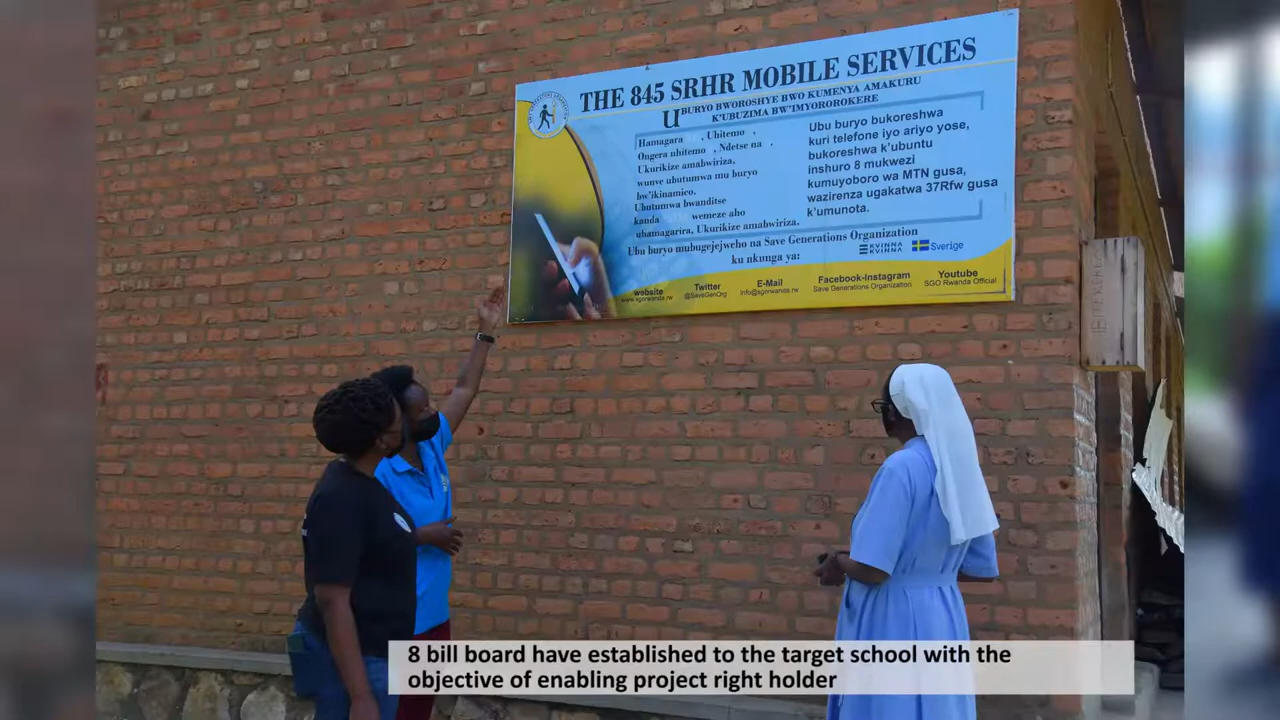 THE 845 SRHR MOBILE SERVICES
UBURYO BWOROSHYE BWO KUMENYA AMAKURU
K'UBUZIMA BW'IMYOROROKERE
Hamagara , Uhitemo ,
Ongera uhitemo , Ndetse na ,
Ukurikize amabwiriza,
wunve ubutumwa mu buryo
bw'ikinamico.
Ubutumwa bwanditse
kanda wemeze aho
uhamagarira, Ukurikize amabwiriza.
Ubu buryo bukoreshwa
kuri telefone iyo ariyo yose,
bukoreshwa k'ubuntu
inshuro 8 mukwezi
kumuyoboro wa MTN gusa,
wazirenza ugakatwa 37Rfw gusa
k'umunota.
Ubu buryo mubugejejweho na Save Generations Organization
ku nkunga ya:
KVINNA
KVINNA
Sverige
website
www.sgorwanda.rw
Twitter
@SaveGenOrg
E-Mail
info@sgorwanda.rw
Facebook-Instagram
Save Generations Organization
Youtube
SGO Rwanda Official
8 bill board have established to the target school with the
objective of enabling project right holder